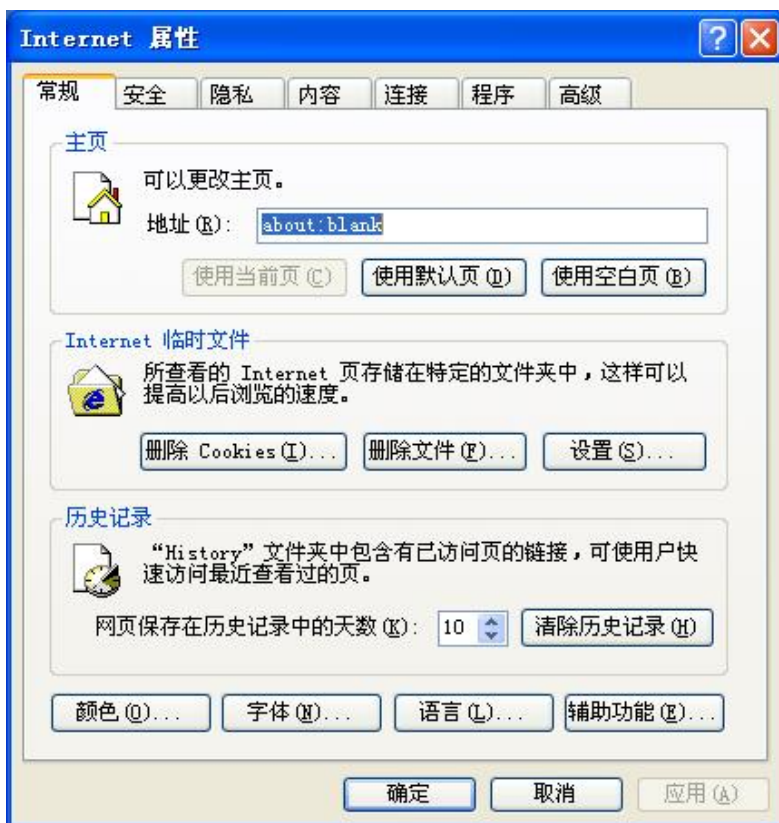 Internet 属性
常规 安全 隐私 内容 连接 程序 高级
主页
可以更改主页。
地址(R): about:blank
使用当前页(C) 使用默认页(D) 使用空白页(B)
Internet 临时文件
所查看的 Internet 页存储在特定的文件夹中，这样可以
提高以后浏览的速度。
删除 Cookies(I)... 删除文件(F)... 设置(S)...
历史记录
“History”文件夹中包含有已访问页的链接，可使用户快
速访问最近查看过的页。
网页保存在历史记录中的天数(K): 10 清除历史记录(H)
颜色(O)... 字体(N)... 语言(L)... 辅助功能(E)...
确定 取消 应用(A)